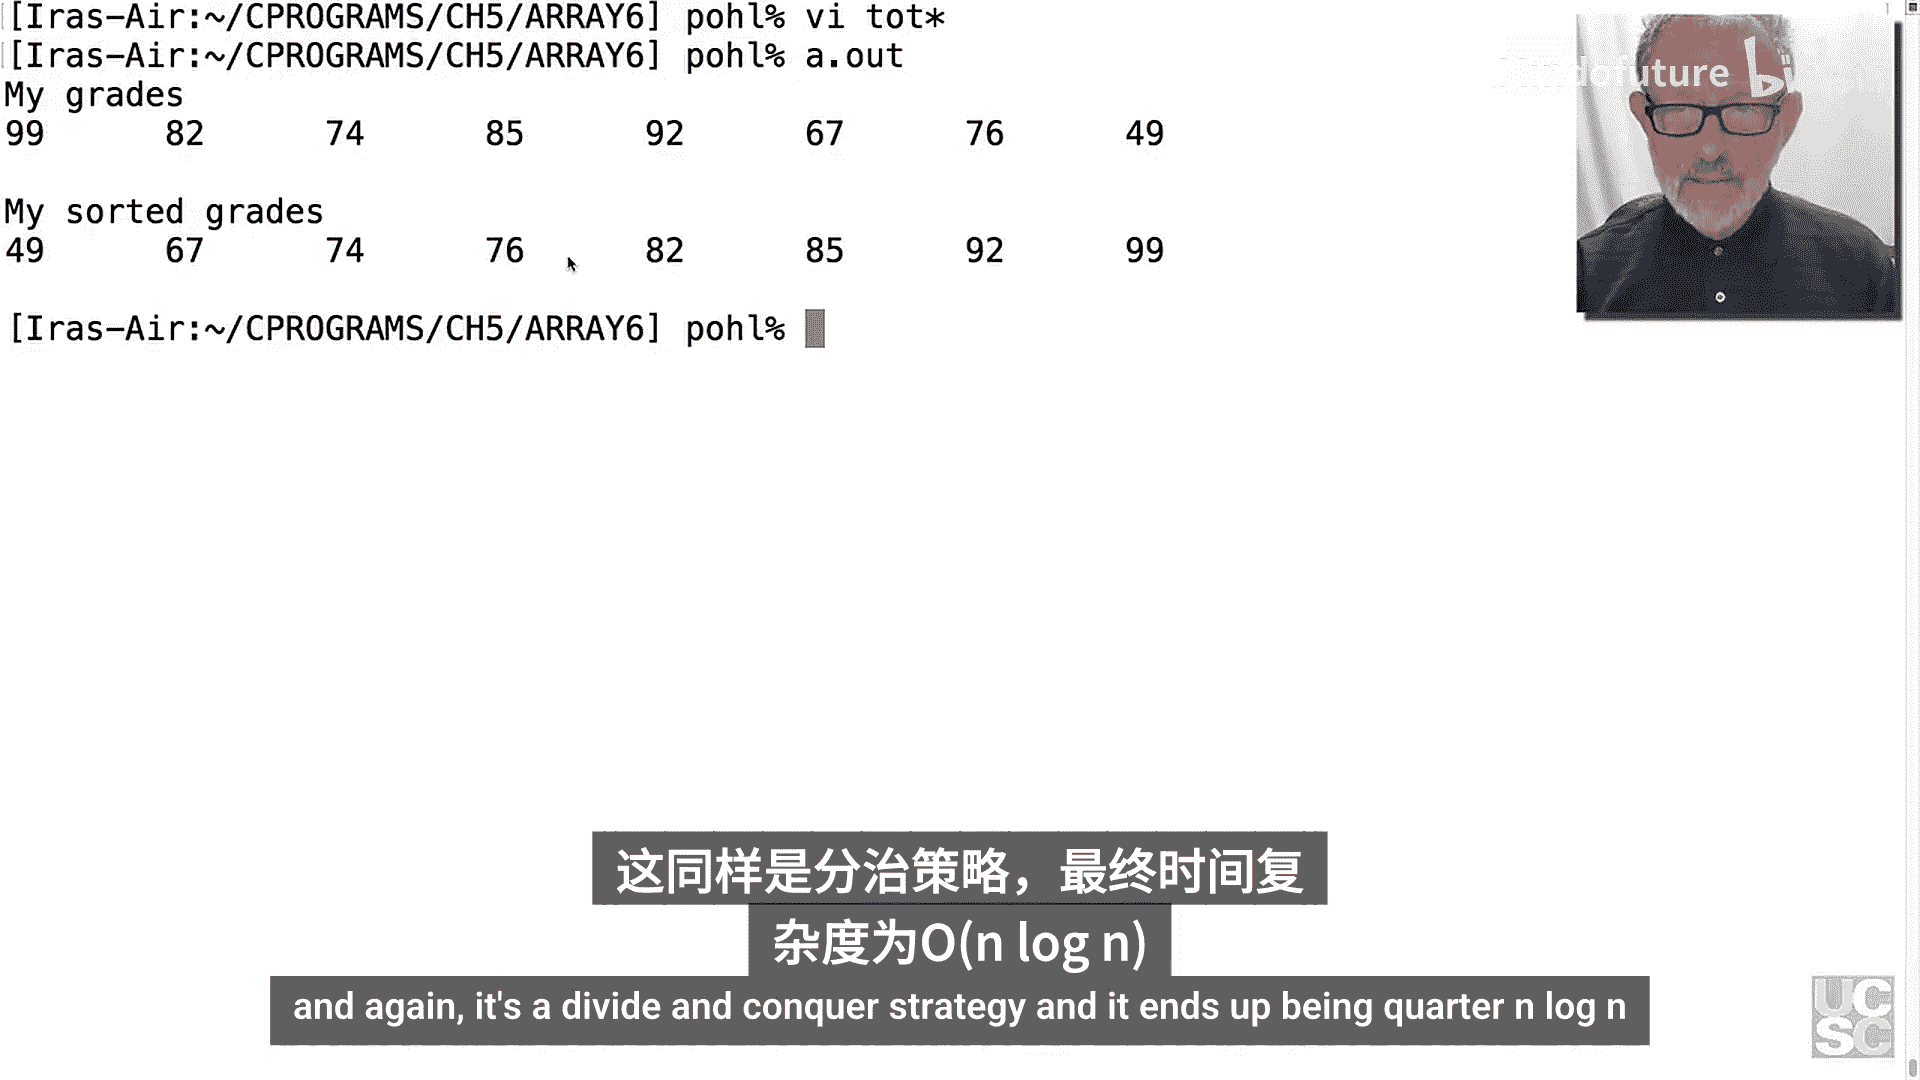 [Iras-Air:~/CPROGRAMS/CH5/ARRAY6] pohl% vi tot*
[Iras-Air:~/CPROGRAMS/CH5/ARRAY6] pohl% a.out
My grades
99 82 74 85 92 67 76 49
My sorted grades
49 67 74 76 82 85 92 99
[Iras-Air:~/CPROGRAMS/CH5/ARRAY6] pohl%
这同样是分治策略，最终时间复
杂度为O(n log n)
and again, it's a divide and conquer strategy and it ends up being quarter n log n
UC
SC